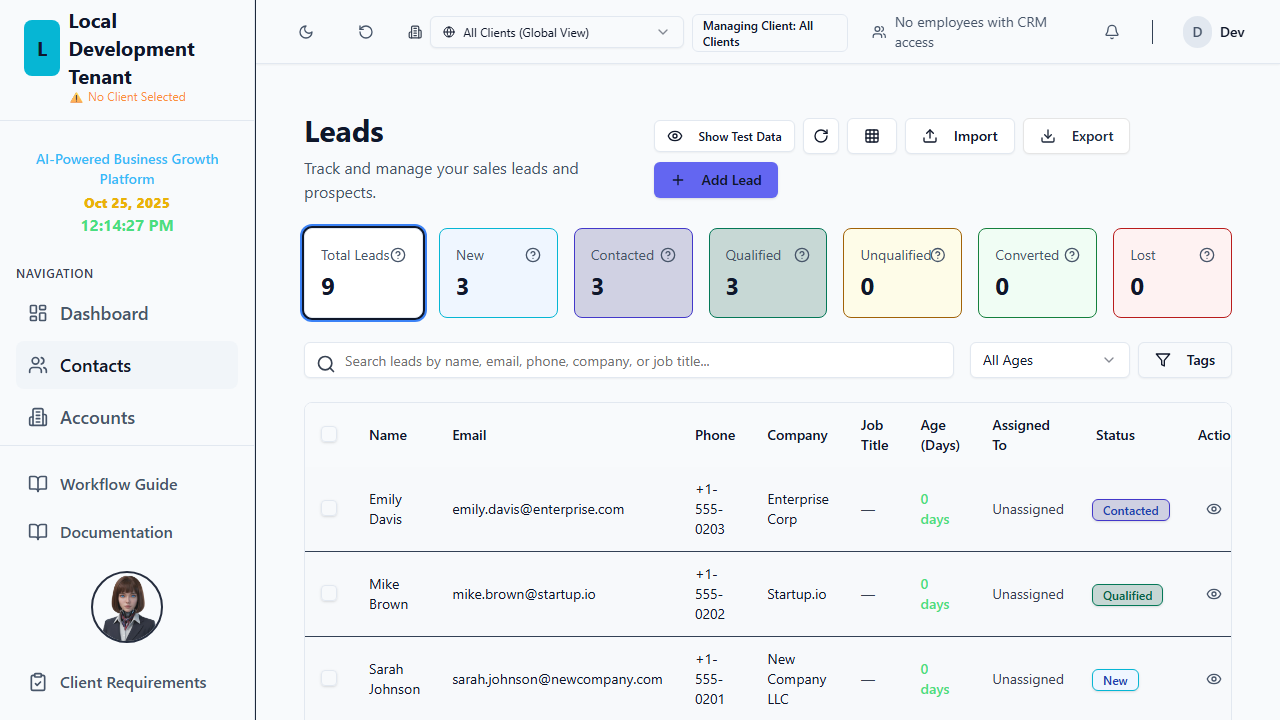 L
Local
Development
Tenant
⚠ No Client Selected
AI-Powered Business Growth
Platform
Oct 25, 2025
12:14:27 PM
NAVIGATION
Dashboard
Contacts
Accounts
Workflow Guide
Documentation
Client Requirements
All Clients (Global View)
Managing Client: All
Clients
No employees with CRM
access
D
Dev
Leads
Track and manage your sales leads and
prospects.
Show Test Data
Import
Export
Add Lead
Total Leads
9
New
3
Contacted
3
Qualified
3
Unqualified
0
Converted
0
Lost
0
Search leads by name, email, phone, company, or job title...
All Ages
Tags
Name Email Phone Company Job Title Age (Days) Assigned To Status Actio
Emily
Davis
emily.davis@enterprise.com
+1-
555-
0203
Enterprise
Corp
—
0
days
Unassigned
Contacted
Mike
Brown
mike.brown@startup.io
+1-
555-
0202
Startup.io
—
0
days
Unassigned
Qualified
Sarah
Johnson
sarah.johnson@newcompany.com
+1-
555-
0201
New
Company
LLC
—
0
days
Unassigned
New